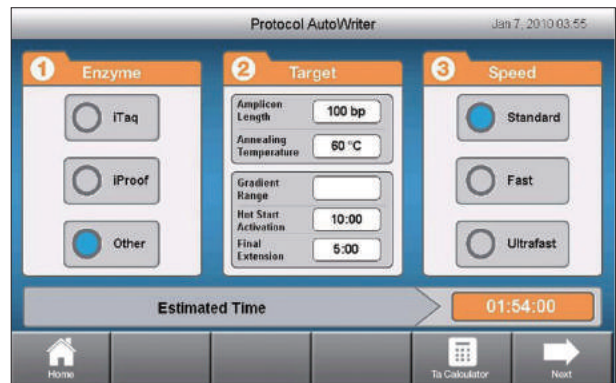 Protocol AutoWriter
Jan 7, 2010 03:55
1 Enzyme
iTaq
iProof
Other
2 Target
Amplicon
Length
100 bp
Annealing
Temperature
60 °C
Gradient
Range
Hot Start
Activation
10:00
Final
Extension
5:00
3 Speed
Standard
Fast
Ultrafast
Estimated Time
01:54:00
Home
Ta Calculator
Next